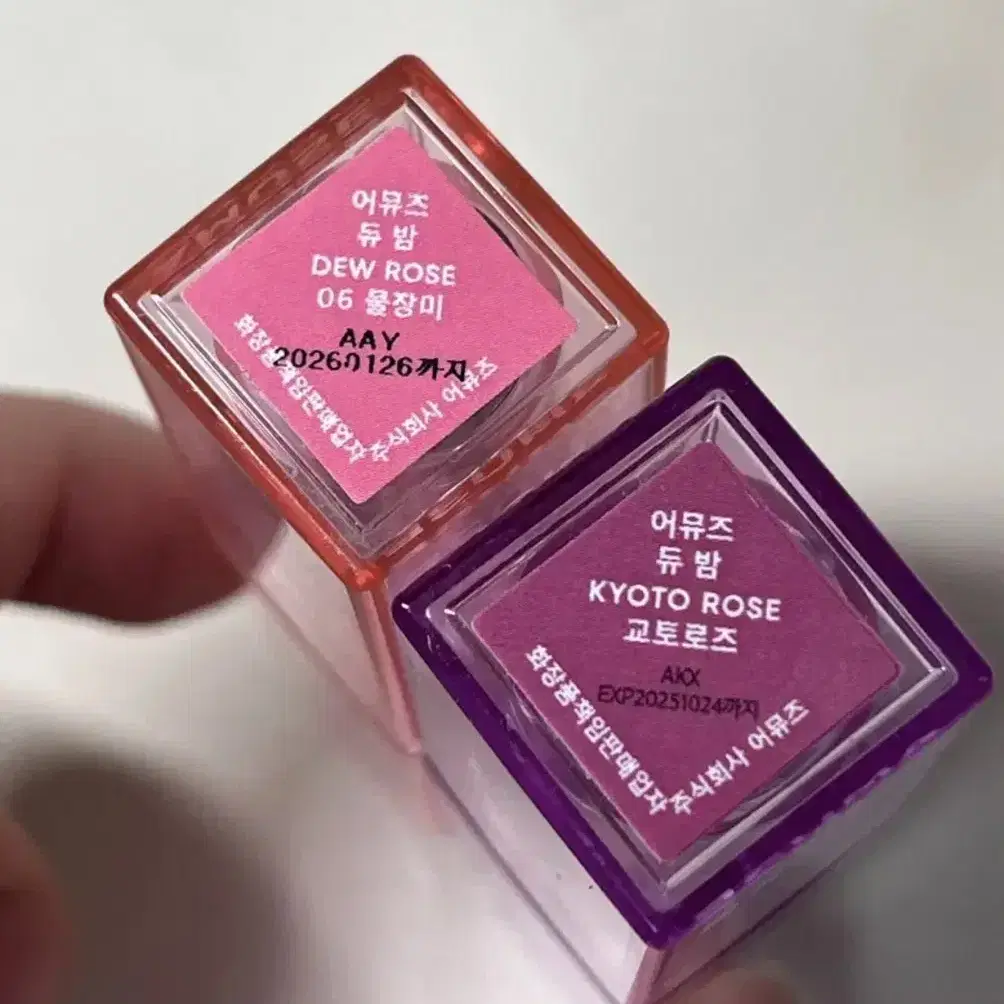 어뮤즈
듀 밤
DEW ROSE
06 물장미
AAY
20260126까지
화장품책임판매업자
주식회사 어뮤즈
어뮤즈
듀 밤
KYOTO ROSE
교토로즈
AKX
EXP20251024까지
화장품책임판매업자
주식회사 어뮤즈